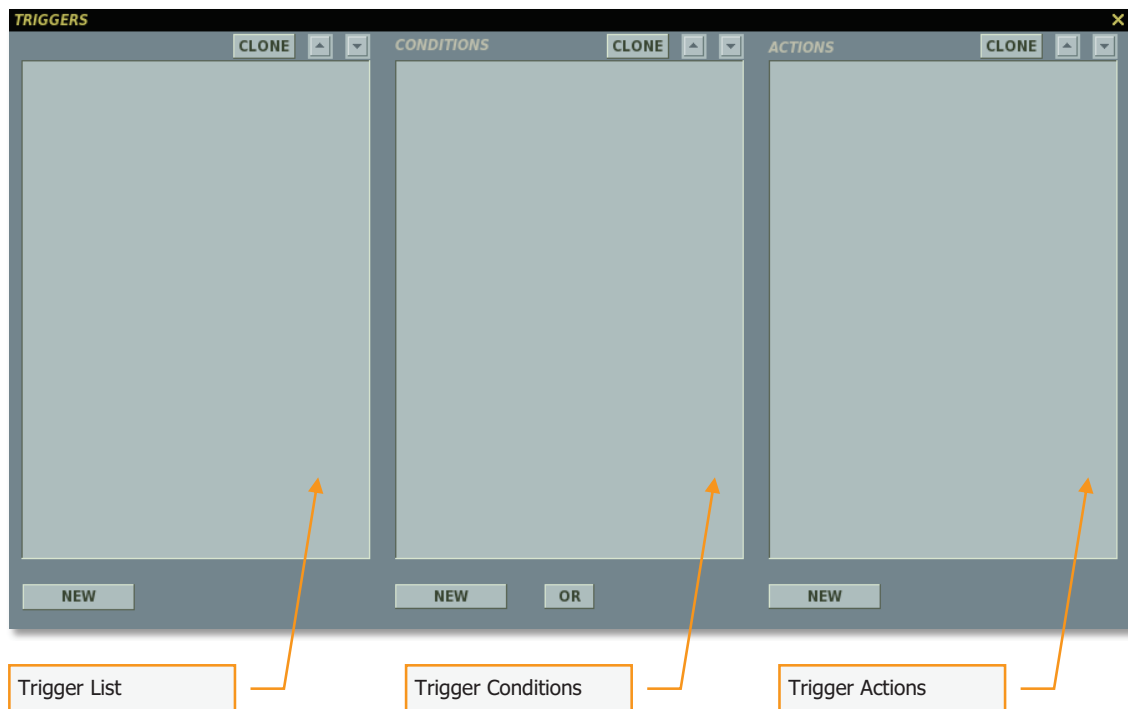 TRIGGERS
CLONE
CONDITIONS CLONE
ACTIONS CLONE
NEW
NEW OR
NEW
Trigger List
Trigger Conditions
Trigger Actions